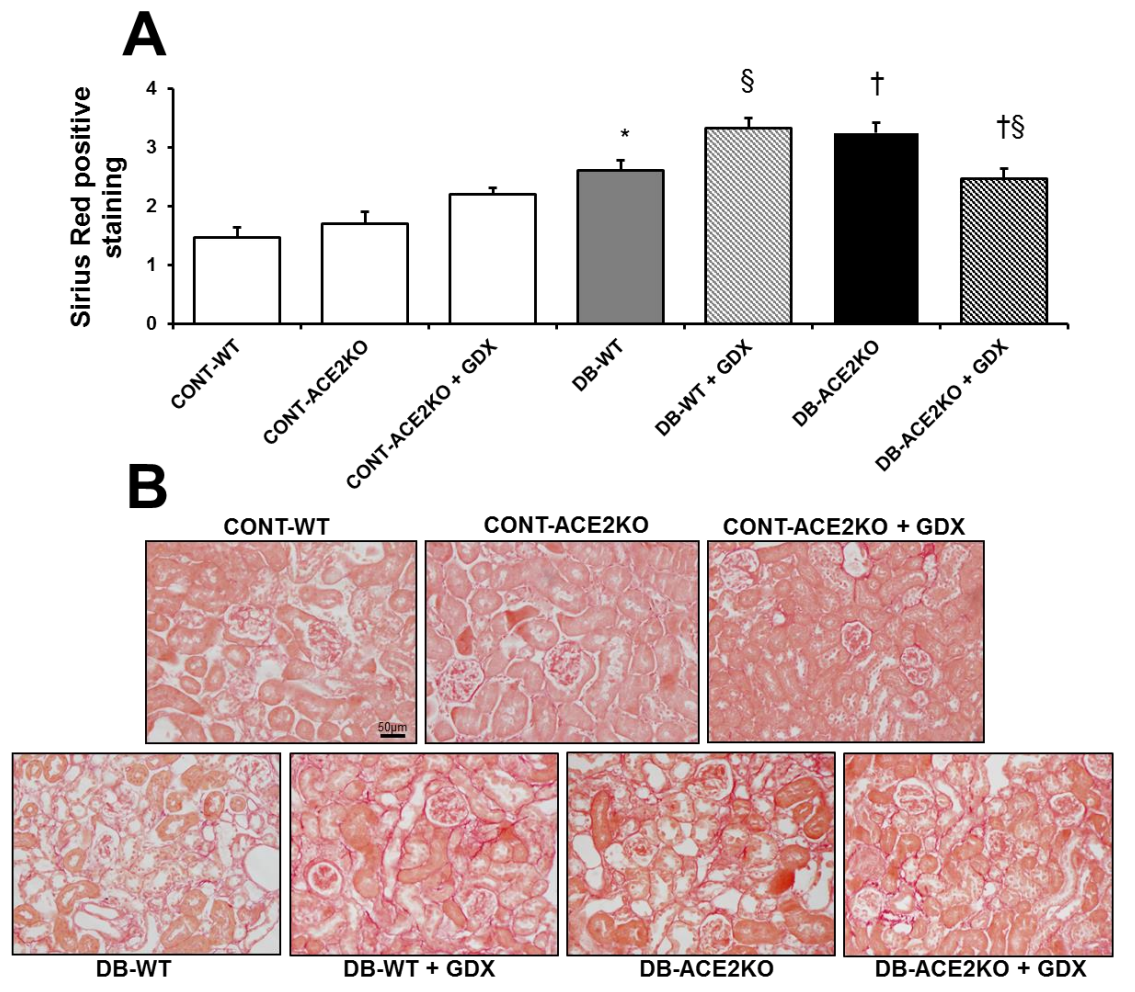 A
Sirius Red positive
staining
4
3
2
1
0
*
§
†
†§
CONT-WT
CONT-ACE2KO
CONT-ACE2KO + GDX
DB-WT
DB-WT + GDX
DB-ACE2KO
DB-ACE2KO + GDX
B
CONT-WT
CONT-ACE2KO
CONT-ACE2KO + GDX
50µm
DB-WT
DB-WT + GDX
DB-ACE2KO
DB-ACE2KO + GDX